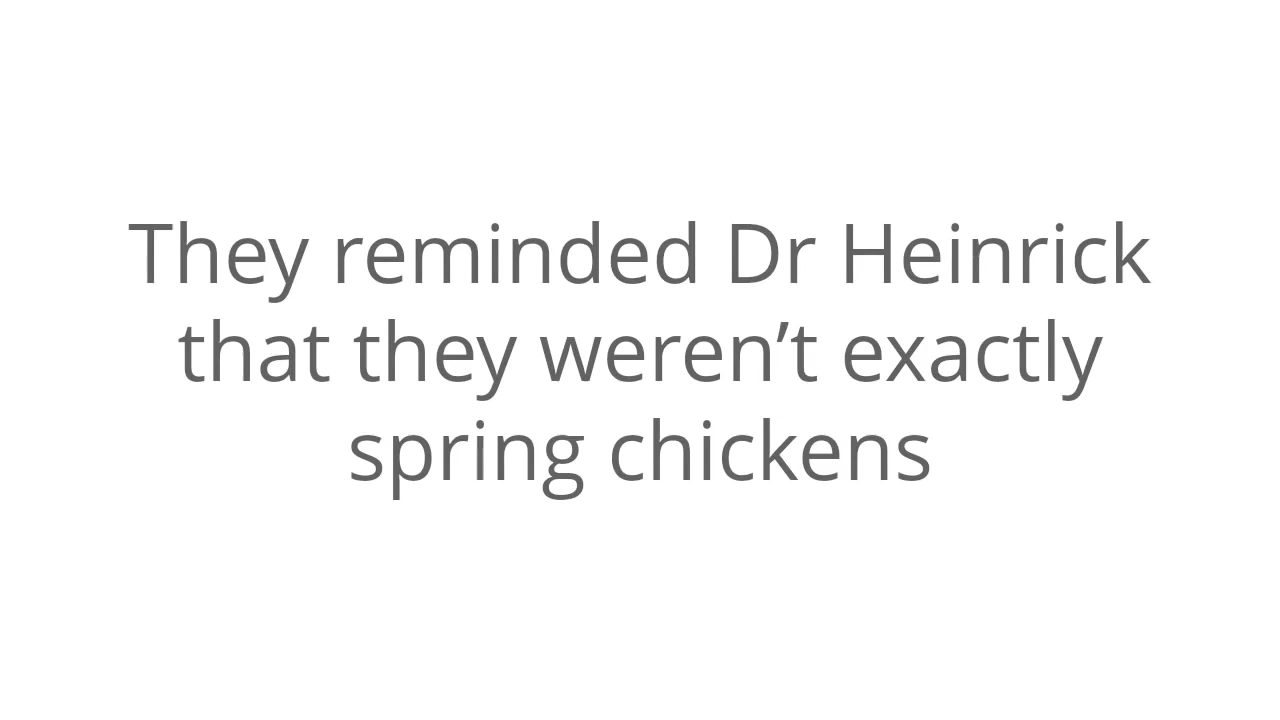 They reminded Dr Heinrick
that they weren’t exactly
spring chickens